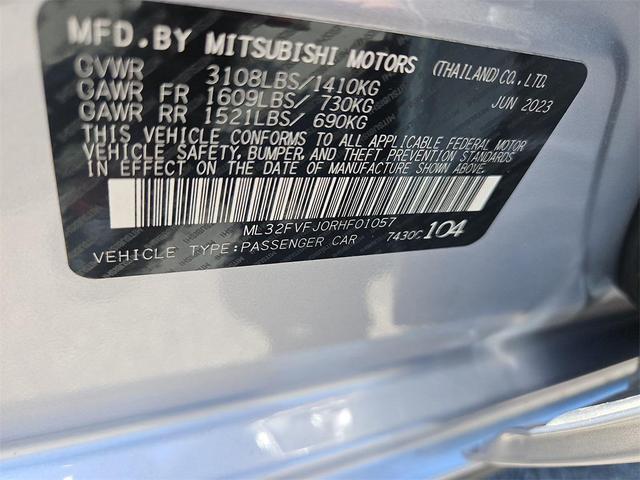 MFD. BY MITSUBISHI MOTORS (THAILAND) CO., LTD.
GVWR 3108LBS/1410KG JUN 2023
GAWR FR 1609LBS/ 730KG
GAWR RR 1521LBS/ 690KG
THIS VEHICLE CONFORMS TO ALL APPLICABLE FEDERAL MOTOR
VEHICLE SAFETY, BUMPER, AND THEFT PREVENTION STANDARDS
IN EFFECT ON THE DATE OF MANUFACTURE SHOWN ABOVE.
ML32FVFJ0RHF01057
VEHICLE TYPE:PASSENGER CAR 7430C 104